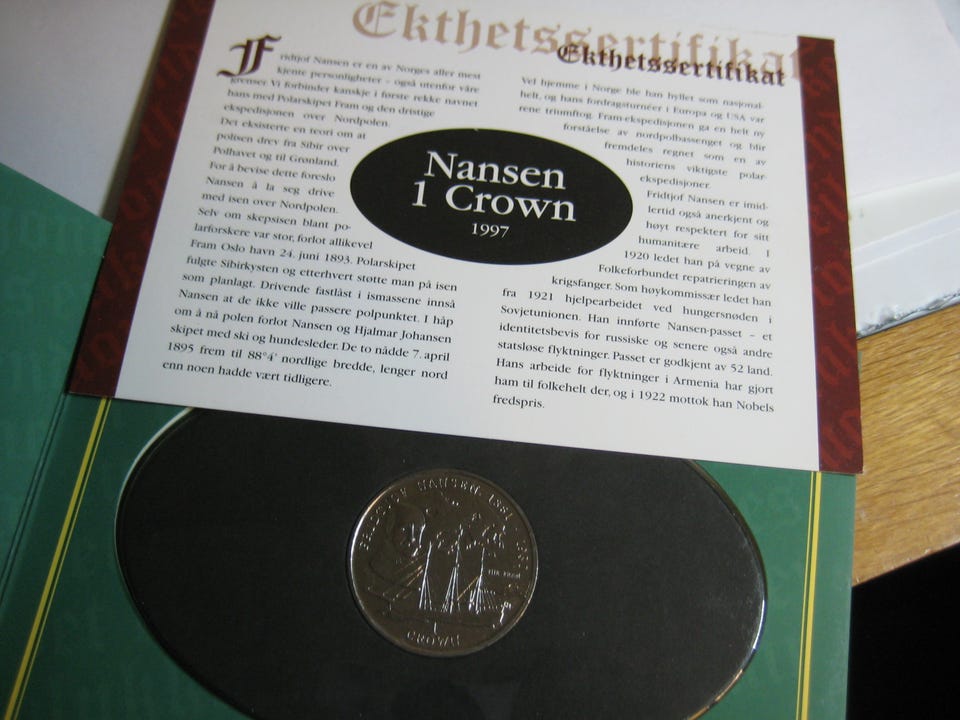 Ekthetssertifikat
Ekthetssertifikat
Fridtjof Nansen er en av Norges aller mest
kjente personligheter – også utenfor våre
grenser. Vi forbinder kanskje i første rekke navnet
hans med Polarskipet Fram og den dristige
ekspedisjonen over Nordpolen.
Det eksisterte en teori om at
polisen drev fra Sibir over
Polhavet og til Grønland.
For å bevise dette foreslo
Nansen å la seg drive
med isen over Nordpolen.
Selv om skepsisen blant po-
larforskere var stor, forlot allikevel
Fram Oslo havn 24. juni 1893. Polarskipet
fulgte Sibirkysten og etterhvert støtte man på isen
som planlagt. Drivende fastlåst i ismassene innså
Nansen at de ikke ville passere polpunktet. I håp
om å nå polen forlot Nansen og Hjalmar Johansen
skipet med ski og hundesleder. De to nådde 7. april
1895 frem til 88°4' nordlige bredde, lenger nord
enn noen hadde vært tidligere.
Nansen
1 Crown
1997
Vel hjemme i Norge ble han hyllet som nasjonal-
helt, og hans fordragsturnéer i Europa og USA var
rene triumftog. Fram-ekspedisjonen ga en helt ny
forståelse av nordpolbassenget og blir
fremdeles regnet som en av
historiens viktigste polar-
ekspedisjoner.
Fridtjof Nansen er imid-
lertid også anerkjent og
høyt respektert for sitt
humanitære arbeid. I
1920 ledet han på vegne av
Folkeforbundet repatrieringen av
krigsfanger. Som høykommissær ledet han
fra 1921 hjelpearbeidet ved hungersnøden i
Sovjetunionen. Han innførte Nansen-passet – et
identitetsbevis for russiske og senere også andre
statsløse flyktninger. Passet er godkjent av 52 land.
Hans arbeide for flyktninger i Armenia har gjort
ham til folkehelt der, og i 1922 mottok han Nobels
fredspris.
FRIDTJOF NANSEN, 1861
THE FRAM
1
CROWN